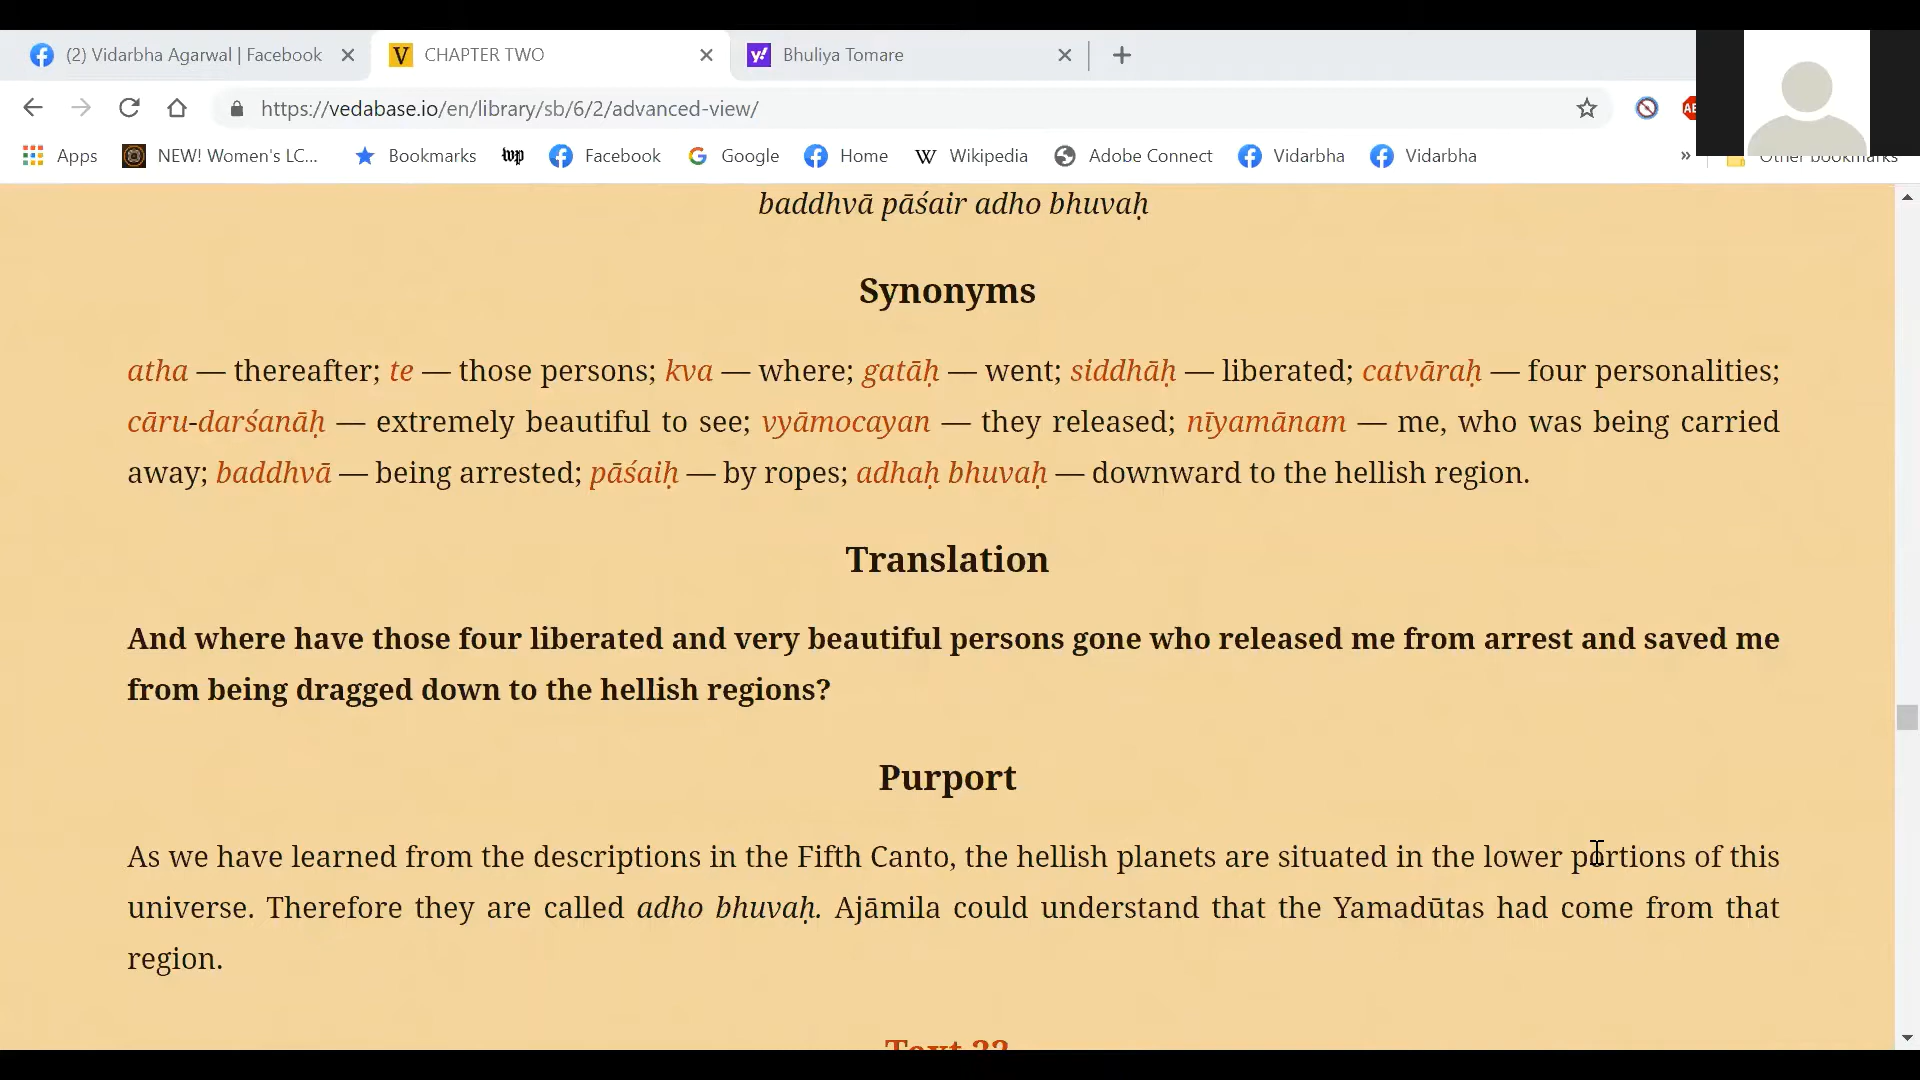 (2) Vidarbha Agarwal | Facebook
CHAPTER TWO
Bhuliya Tomare
https://vedabase.io/en/library/sb/6/2/advanced-view/
Apps NEW! Women's LC... Bookmarks wp Facebook Google Home Wikipedia Adobe Connect Vidarbha Vidarbha » Other bookmarks
baddhvā pāśair adho bhuvaḥ
Synonyms
atha — thereafter; te — those persons; kva — where; gatāḥ — went; siddhāḥ — liberated; catvāraḥ — four personalities;
cāru-darśanāḥ — extremely beautiful to see; vyāmocayan — they released; nīyamānam — me, who was being carried
away; baddhvā — being arrested; pāśaiḥ — by ropes; adhaḥ bhuvaḥ — downward to the hellish region.
Translation
And where have those four liberated and very beautiful persons gone who released me from arrest and saved me
from being dragged down to the hellish regions?
Purport
As we have learned from the descriptions in the Fifth Canto, the hellish planets are situated in the lower portions of this
universe. Therefore they are called adho bhuvaḥ. Ajāmila could understand that the Yamadūtas had come from that
region.